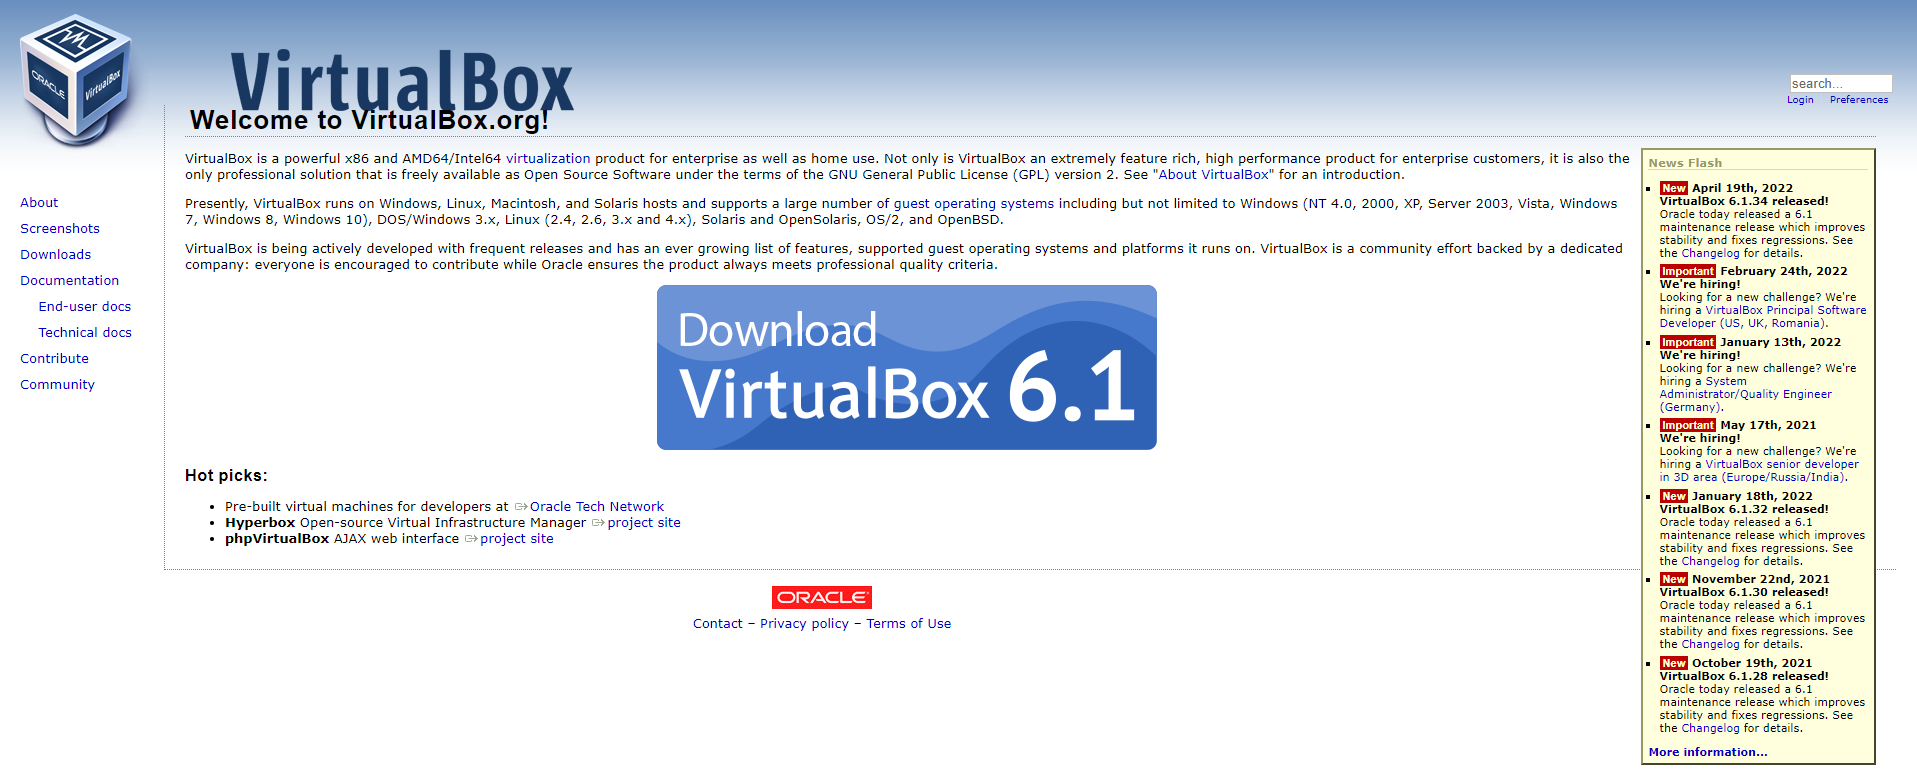 ORACLE
VirtualBox
VirtualBox
search...
Login Preferences
Welcome to VirtualBox.org!
VirtualBox is a powerful x86 and AMD64/Intel64 virtualization product for enterprise as well as home use. Not only is VirtualBox an extremely feature rich, high performance product for enterprise customers, it is also the
only professional solution that is freely available as Open Source Software under the terms of the GNU General Public License (GPL) version 2. See "About VirtualBox" for an introduction.
Presently, VirtualBox runs on Windows, Linux, Macintosh, and Solaris hosts and supports a large number of guest operating systems including but not limited to Windows (NT 4.0, 2000, XP, Server 2003, Vista, Windows
7, Windows 8, Windows 10), DOS/Windows 3.x, Linux (2.4, 2.6, 3.x and 4.x), Solaris and OpenSolaris, OS/2, and OpenBSD.
VirtualBox is being actively developed with frequent releases and has an ever growing list of features, supported guest operating systems and platforms it runs on. VirtualBox is a community effort backed by a dedicated
company: everyone is encouraged to contribute while Oracle ensures the product always meets professional quality criteria.
About
Screenshots
Downloads
Documentation
End-user docs
Technical docs
Contribute
Community
Download
VirtualBox 6.1
Hot picks:
Pre-built virtual machines for developers at Oracle Tech Network
Hyperbox Open-source Virtual Infrastructure Manager project site
phpVirtualBox AJAX web interface project site
News Flash
New April 19th, 2022
VirtualBox 6.1.34 released!
Oracle today released a 6.1
maintenance release which improves
stability and fixes regressions. See
the Changelog for details.
Important February 24th, 2022
We're hiring!
Looking for a new challenge? We're
hiring a VirtualBox Principal Software
Developer (US, UK, Romania).
Important January 13th, 2022
We're hiring!
Looking for a new challenge? We're
hiring a System
Administrator/Quality Engineer
(Germany).
Important May 17th, 2021
We're hiring!
Looking for a new challenge? We're
hiring a VirtualBox senior developer
in 3D area (Europe/Russia/India).
New January 18th, 2022
VirtualBox 6.1.32 released!
Oracle today released a 6.1
maintenance release which improves
stability and fixes regressions. See
the Changelog for details.
New November 22nd, 2021
VirtualBox 6.1.30 released!
Oracle today released a 6.1
maintenance release which improves
stability and fixes regressions. See
the Changelog for details.
New October 19th, 2021
VirtualBox 6.1.28 released!
Oracle today released a 6.1
maintenance release which improves
stability and fixes regressions. See
the Changelog for details.
More information...
ORACLE
Contact – Privacy policy – Terms of Use